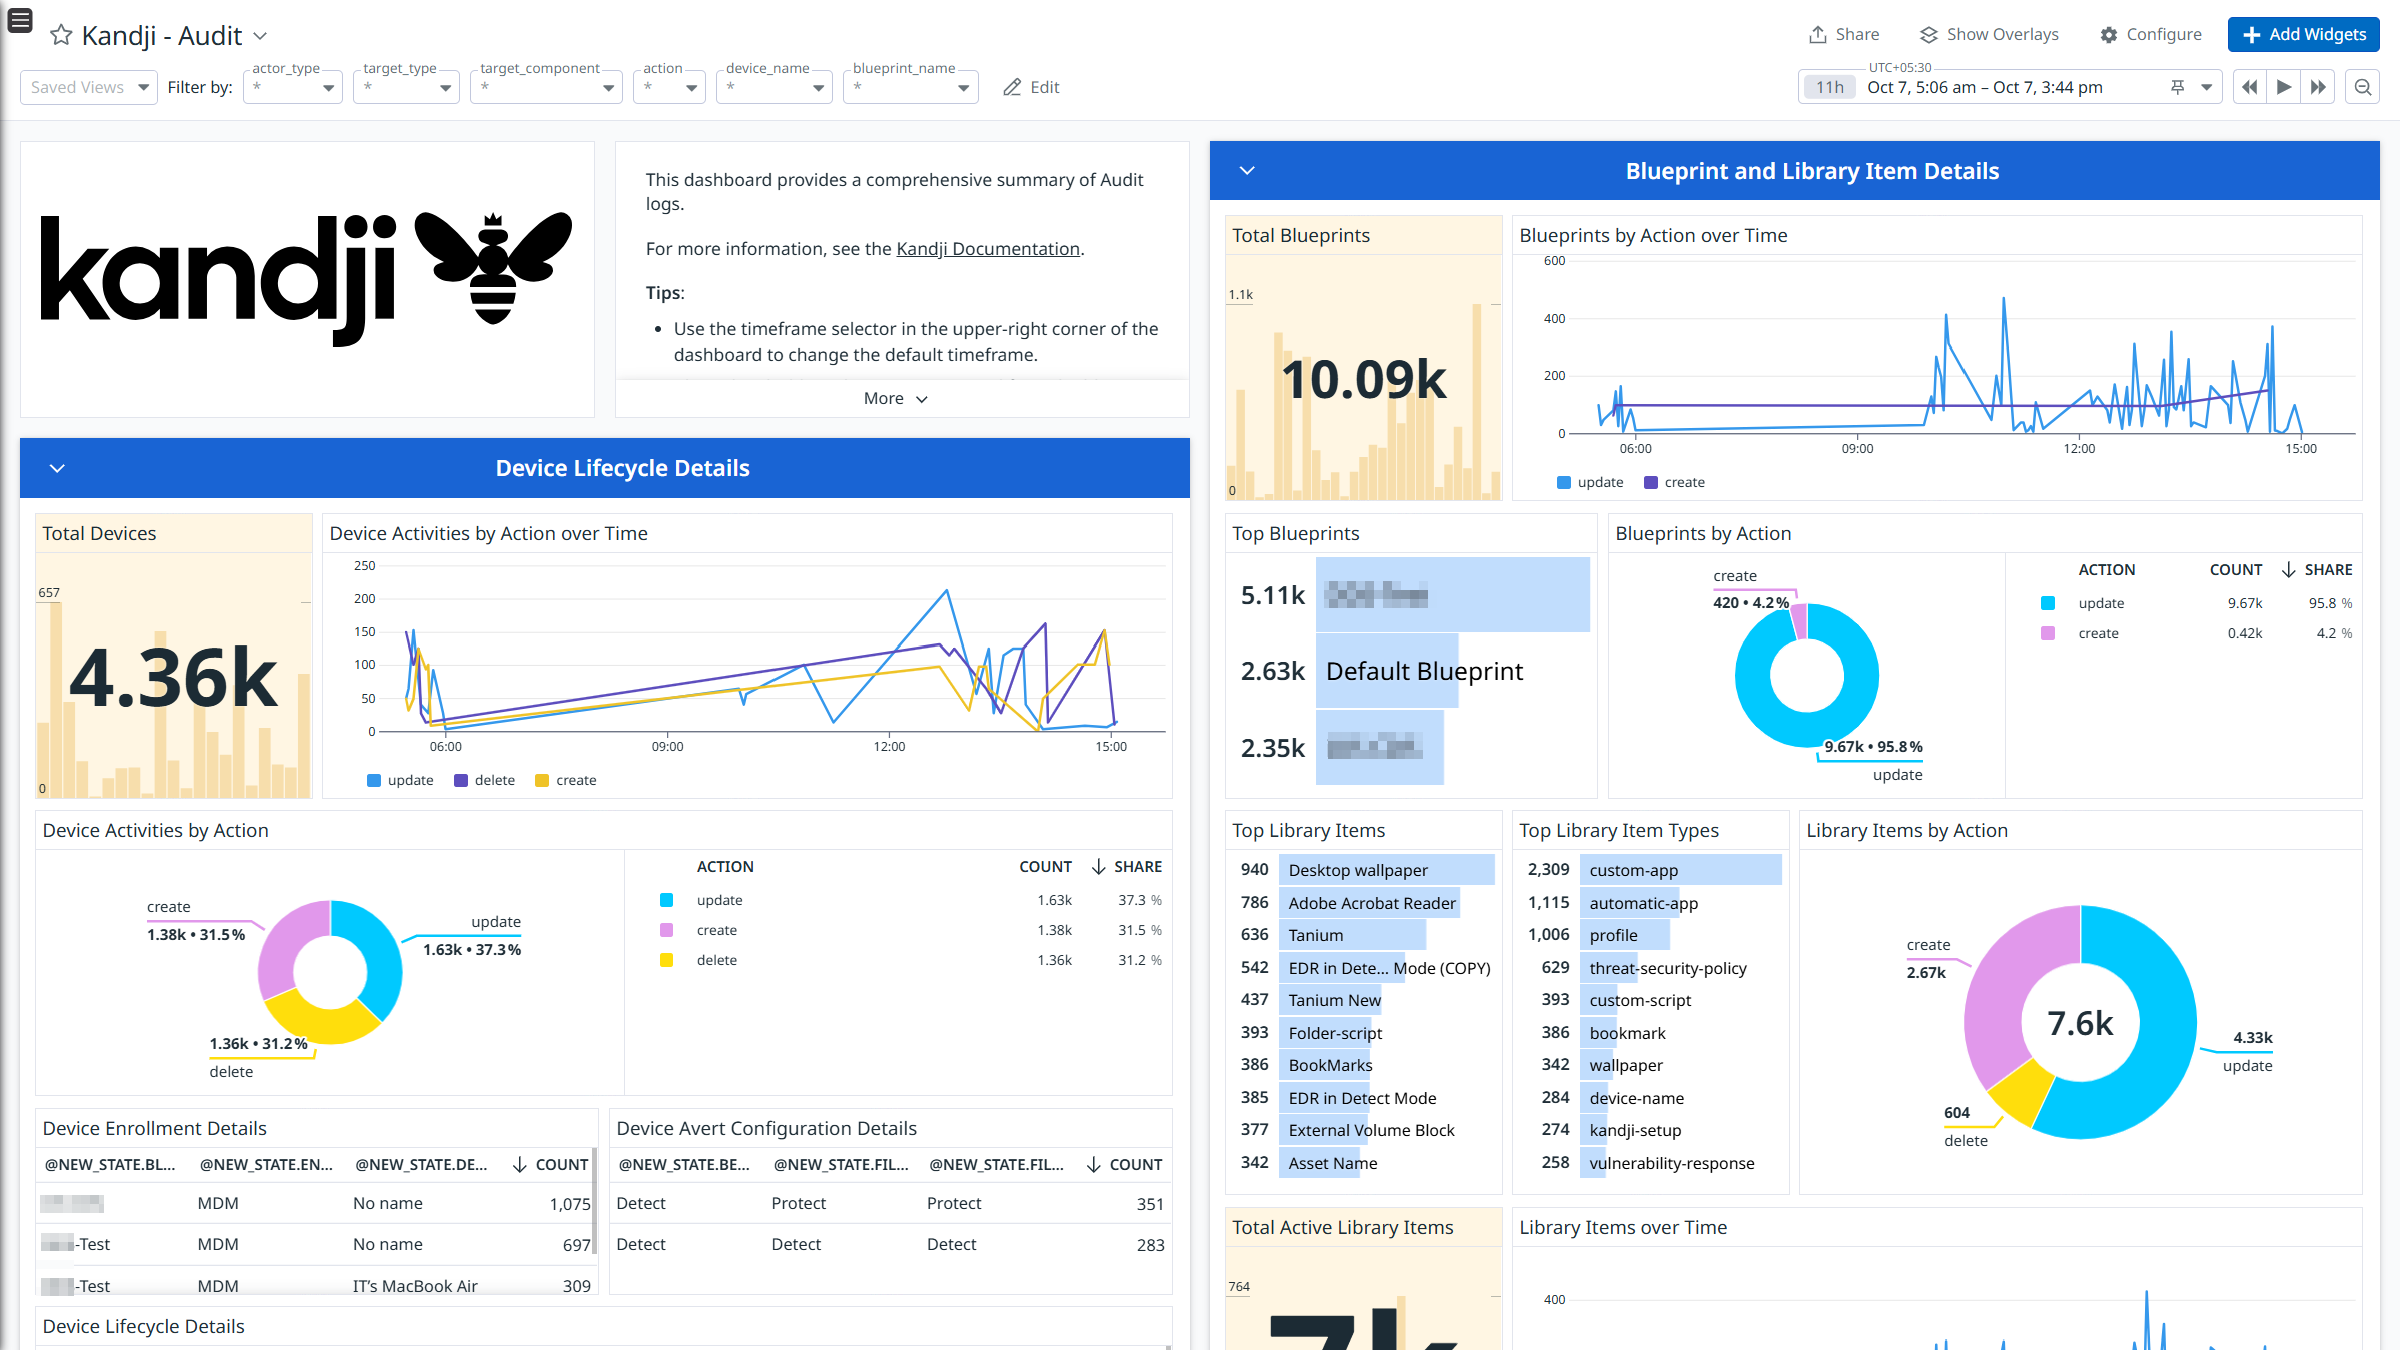 Kandji - Audit
Share
Show Overlays
Configure
Add Widgets
Saved Views
Filter by:
actor_type
*
target_type
*
target_component
*
action
*
device_name
*
blueprint_name
*
Edit
UTC+05:30
11h
Oct 7, 5:06 am – Oct 7, 3:44 pm
kandji
This dashboard provides a comprehensive summary of Audit
logs.
For more information, see the Kandji Documentation.
Tips:
• Use the timeframe selector in the upper-right corner of the
dashboard to change the default timeframe.
More
Device Lifecycle Details
Total Devices
657
4.36k
0
Device Activities by Action over Time
250
200
150
100
50
0
06:00
09:00
12:00
15:00
update
delete
create
Device Activities by Action
create
1.38k • 31.5%
update
1.63k • 37.3%
1.36k • 31.2%
delete
ACTION COUNT SHARE
update 1.63k 37.3 %
create 1.38k 31.5 %
delete 1.36k 31.2 %
Device Enrollment Details
@NEW_STATE.BL... @NEW_STATE.EN... @NEW_STATE.DE... COUNT
MDM No name 1,075
-Test MDM No name 697
-Test MDM IT's MacBook Air 309
Device Avert Configuration Details
@NEW_STATE.BE... @NEW_STATE.FIL... @NEW_STATE.FIL... COUNT
Detect Protect Protect 351
Detect Detect Detect 283
Device Lifecycle Details
Blueprint and Library Item Details
Total Blueprints
1.1k
10.09k
0
Blueprints by Action over Time
600
400
200
0
06:00
09:00
12:00
15:00
update
create
Top Blueprints
5.11k
2.63k Default Blueprint
2.35k
Blueprints by Action
create
420 • 4.2%
9.67k • 95.8%
update
ACTION COUNT SHARE
update 9.67k 95.8 %
create 0.42k 4.2 %
Top Library Items
940 Desktop wallpaper
786 Adobe Acrobat Reader
636 Tanium
542 EDR in Dete... Mode (COPY)
437 Tanium New
393 Folder-script
386 BookMarks
385 EDR in Detect Mode
377 External Volume Block
342 Asset Name
Top Library Item Types
2,309 custom-app
1,115 automatic-app
1,006 profile
629 threat-security-policy
393 custom-script
386 bookmark
342 wallpaper
284 device-name
274 kandji-setup
258 vulnerability-response
Library Items by Action
create
2.67k
7.6k
4.33k
update
604
delete
Total Active Library Items
764
7k
Library Items over Time
400